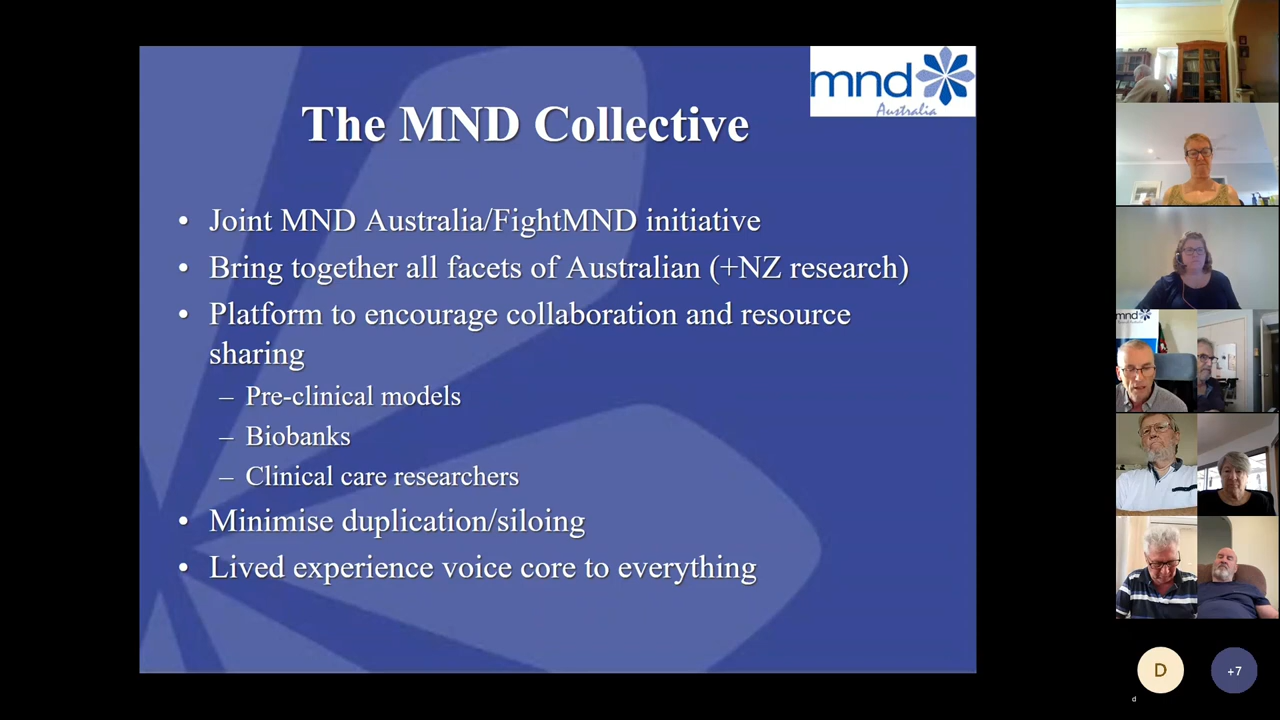 mnd
Australia
The MND Collective
• Joint MND Australia/FightMND initiative
• Bring together all facets of Australian (+NZ research)
• Platform to encourage collaboration and resource
sharing
– Pre-clinical models
– Biobanks
– Clinical care researchers
• Minimise duplication/siloing
• Lived experience voice core to everything
mnd
D
+7
d